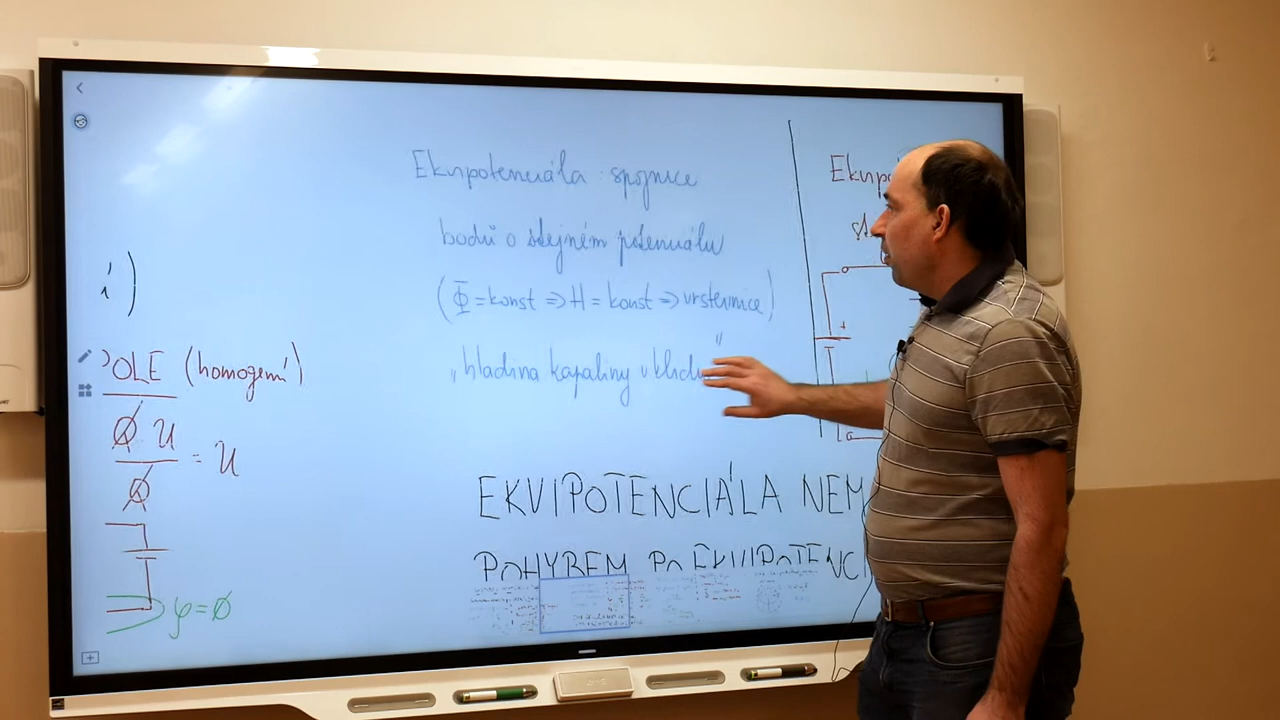 Ekvipotenciála: spojnice
bodů o stejném potenciálu
(Φ = konst => H = konst => vrstevnice)
„hladina kapaliny v klidu"
EKVIPOTENCIÁLA NEM
POHYBEM PO EKVIPOTENCI
í)
POLE (homogenní)
Q U
Q
= U
φ = 0
Ekvip
+